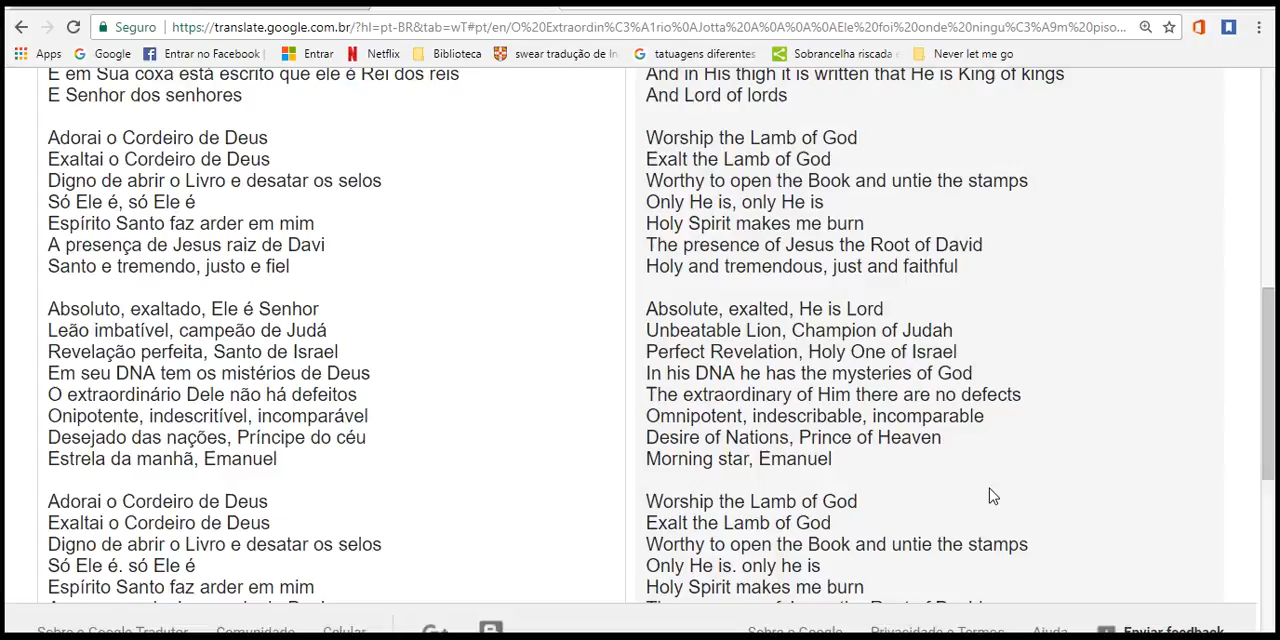 Seguro https://translate.google.com.br/?hl=pt-BR&tab=wT#pt/en/O%20Extraordin%C3%A1rio%0AJotta%20A%0A%0A%0AEle%20foi%20onde%20ningu%C3%A9m%20piso...
Apps Google Entrar no Facebook Entrar Netflix Biblioteca swear tradução de In tatuagens diferentes Sobrancelha riscada Never let me go
E em Sua coxa está escrito que ele é Rei dos reis
E Senhor dos senhores
Adorai o Cordeiro de Deus
Exaltai o Cordeiro de Deus
Digno de abrir o Livro e desatar os selos
Só Ele é, só Ele é
Espírito Santo faz arder em mim
A presença de Jesus raiz de Davi
Santo e tremendo, justo e fiel
Absoluto, exaltado, Ele é Senhor
Leão imbatível, campeão de Judá
Revelação perfeita, Santo de Israel
Em seu DNA tem os mistérios de Deus
O extraordinário Dele não há defeitos
Onipotente, indescritível, incomparável
Desejado das nações, Príncipe do céu
Estrela da manhã, Emanuel
Adorai o Cordeiro de Deus
Exaltai o Cordeiro de Deus
Digno de abrir o Livro e desatar os selos
Só Ele é. só Ele é
Espírito Santo faz arder em mim
And in His thigh it is written that He is King of kings
And Lord of lords
Worship the Lamb of God
Exalt the Lamb of God
Worthy to open the Book and untie the stamps
Only He is, only He is
Holy Spirit makes me burn
The presence of Jesus the Root of David
Holy and tremendous, just and faithful
Absolute, exalted, He is Lord
Unbeatable Lion, Champion of Judah
Perfect Revelation, Holy One of Israel
In his DNA he has the mysteries of God
The extraordinary of Him there are no defects
Omnipotent, indescribable, incomparable
Desire of Nations, Prince of Heaven
Morning star, Emanuel
Worship the Lamb of God
Exalt the Lamb of God
Worthy to open the Book and untie the stamps
Only He is. only he is
Holy Spirit makes me burn
Sobre o Google Tradutor Comunidade Celular Sobre o Google Privacidade e Termos Ajuda Enviar feedback